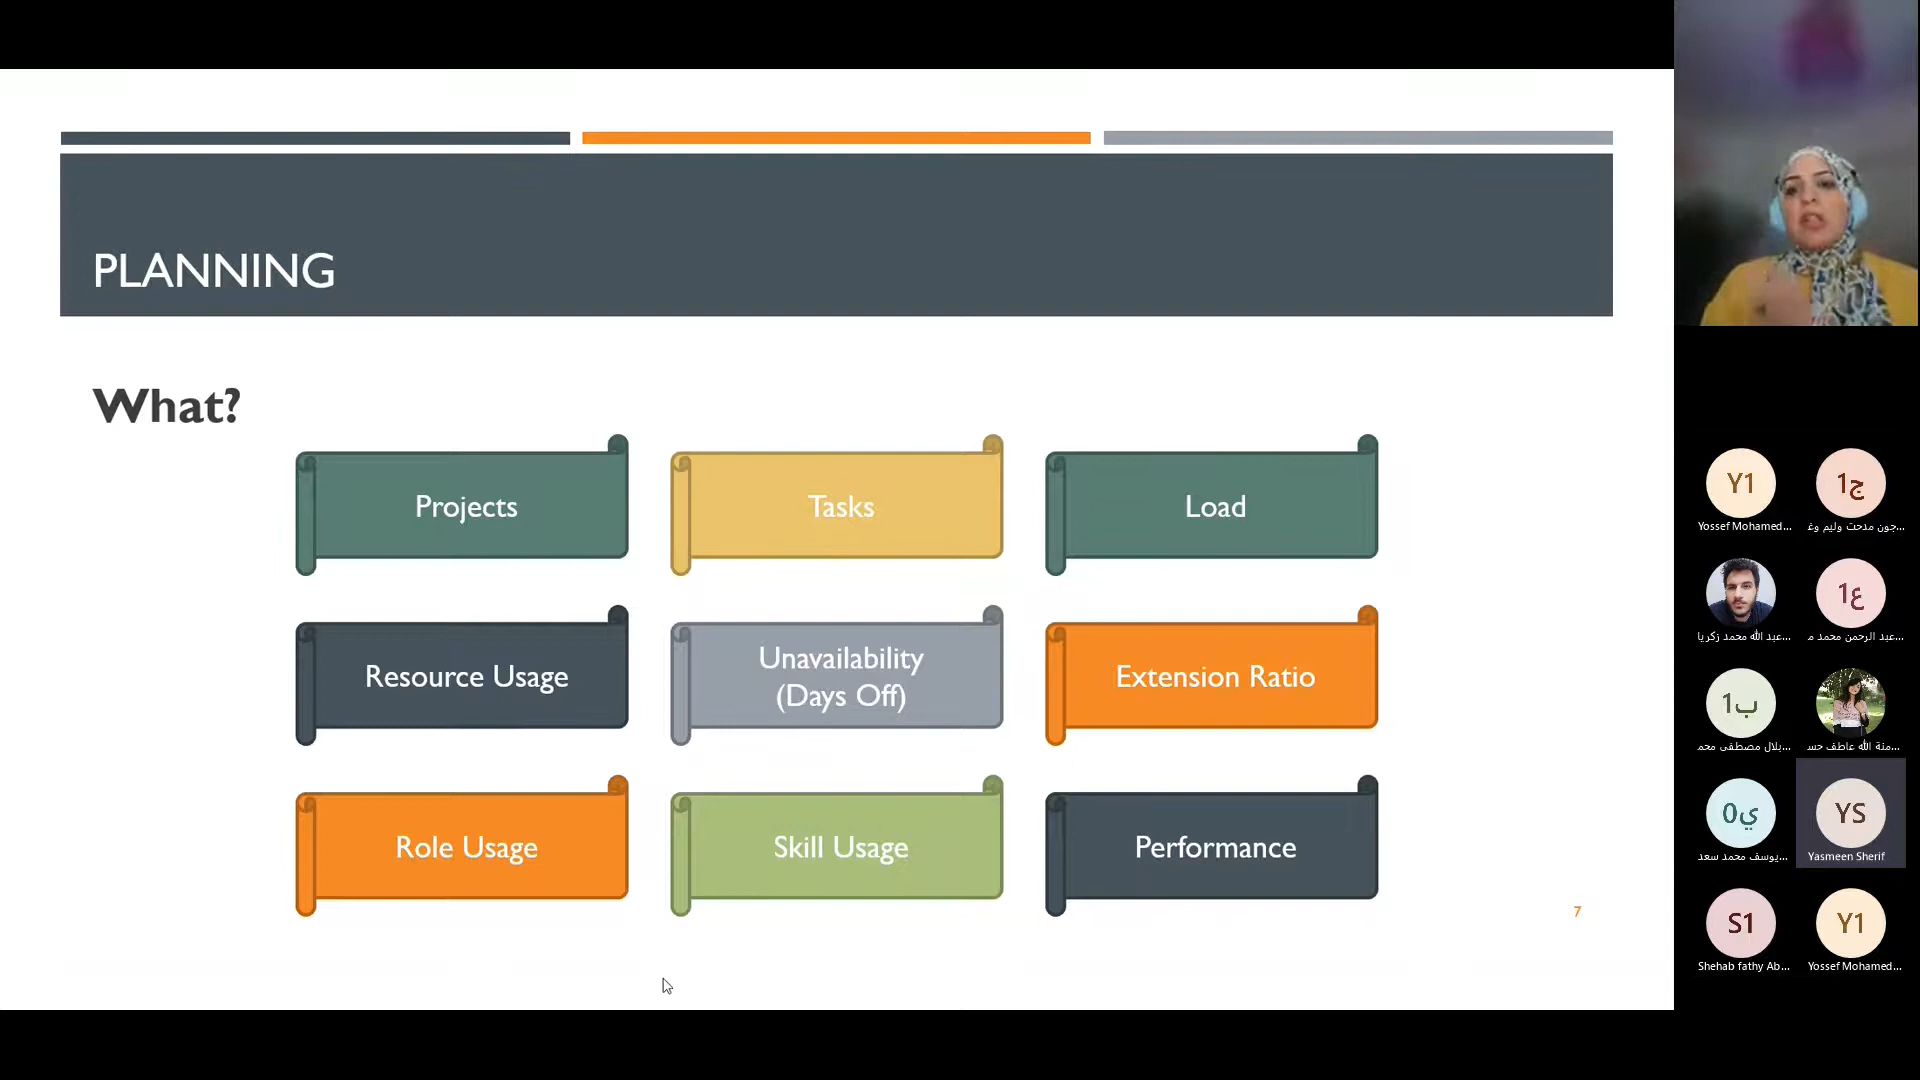 PLANNING
What?
Projects
Tasks
Load
Resource Usage
Unavailability
(Days Off)
Extension Ratio
Role Usage
Skill Usage
Performance
7
Y1
Yossef Mohamed...
ج1
جون مدحت وليم وغ...
عبد الله محمد زكريا...
ع1
عبد الرحمن محمد م...
ب1
بلال مصطفى محم...
منة الله عاطف حس...
ي0
يوسف محمد سعد...
YS
Yasmeen Sherif
S1
Shehab fathy Ab...
Y1
Yossef Mohamed...